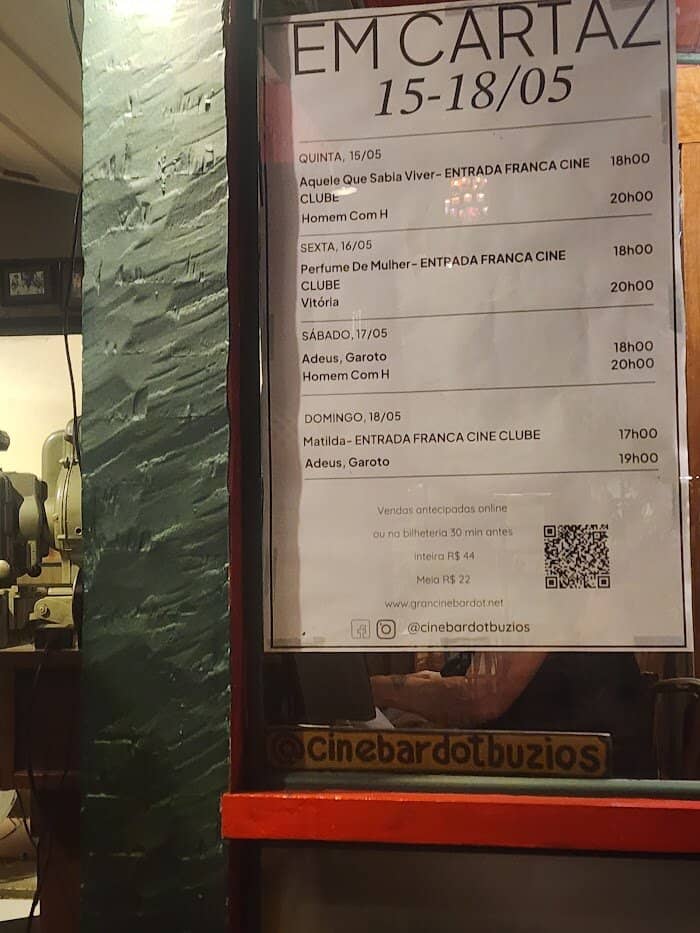 EM CARTAZ
15-18/05
QUINTA, 15/05
Aquele Que Sabia Viver- ENTRADA FRANCA CINE 18h00
CLUBE
Homem Com H 20h00
SEXTA, 16/05
Perfume De Mulher- ENTRADA FRANCA CINE 18h00
CLUBE
Vitória 20h00
SÁBADO, 17/05
Adeus, Garoto 18h00
Homem Com H 20h00
DOMINGO, 18/05
Matilda- ENTRADA FRANCA CINE CLUBE 17h00
Adeus, Garoto 19h00
Vendas antecipadas online
ou na bilheteria 30 min antes
inteira R$ 44
Meia R$ 22
www.grancinebardot.net
@cinebardotbuzios
@cinebardotbuzios